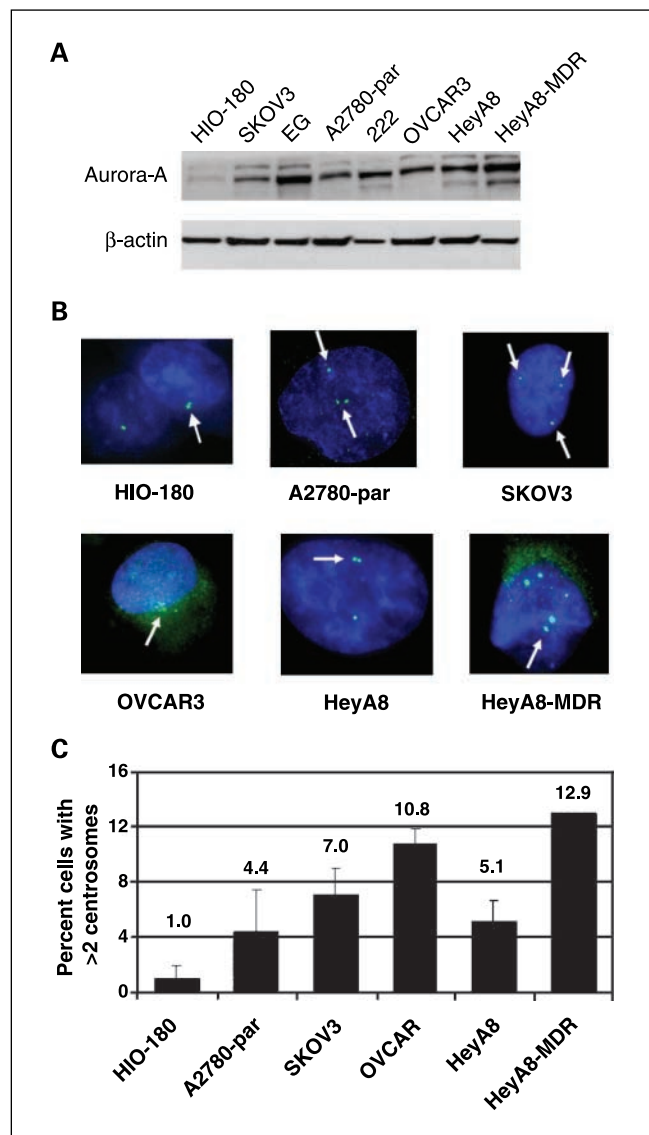 A
HIO-180
SKOV3
EG
A2780-par
222
OVCAR3
HeyA8
HeyA8-MDR
Aurora-A
β-actin
B
HIO-180
A2780-par
SKOV3
OVCAR3
HeyA8
HeyA8-MDR
C
Percent cells with
>2 centrosomes
16
12
8
4
0
1.0
4.4
7.0
10.8
5.1
12.9
HIO-180
A2780-par
SKOV3
OVCAR
HeyA8
HeyA8-MDR